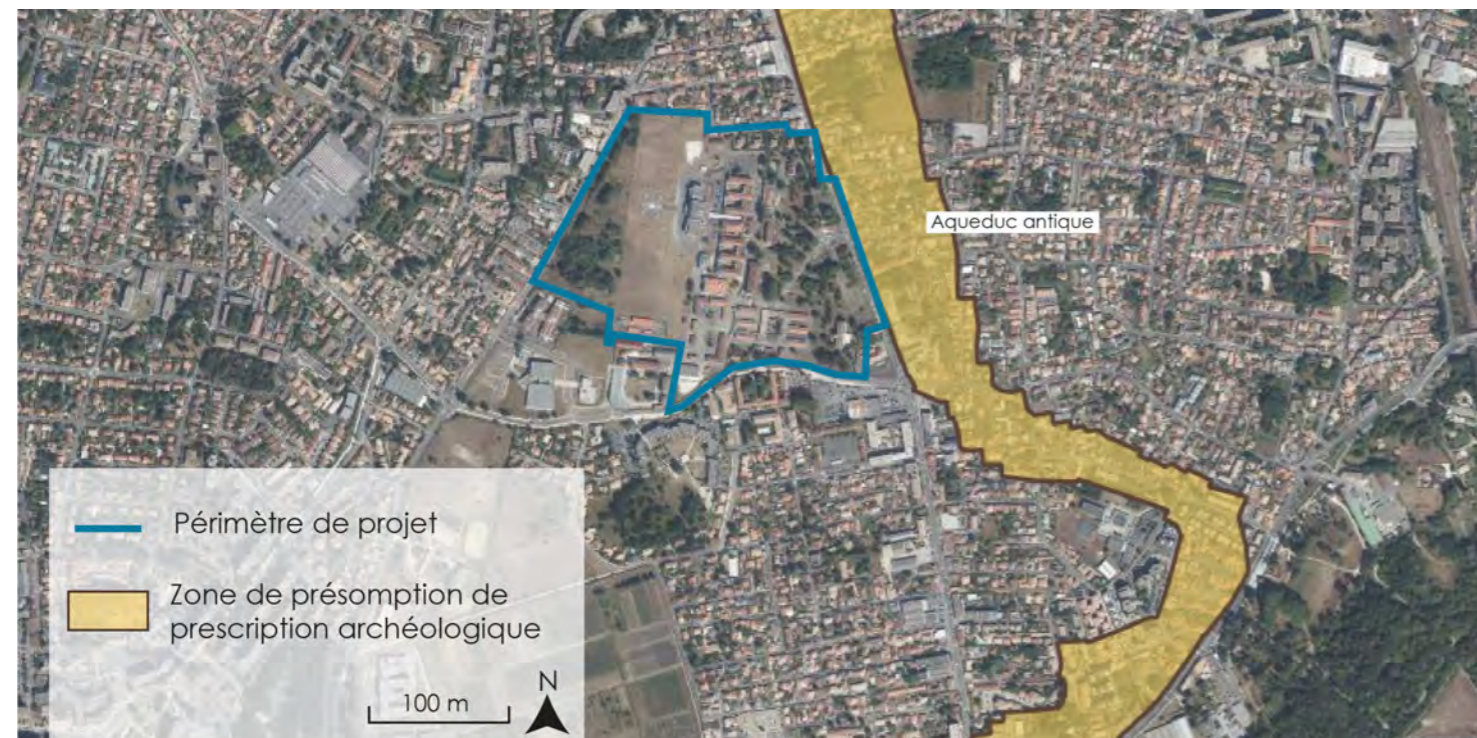 Aqueduc antique
Périmètre de projet
Zone de présomption de
prescription archéologique
100 m
N